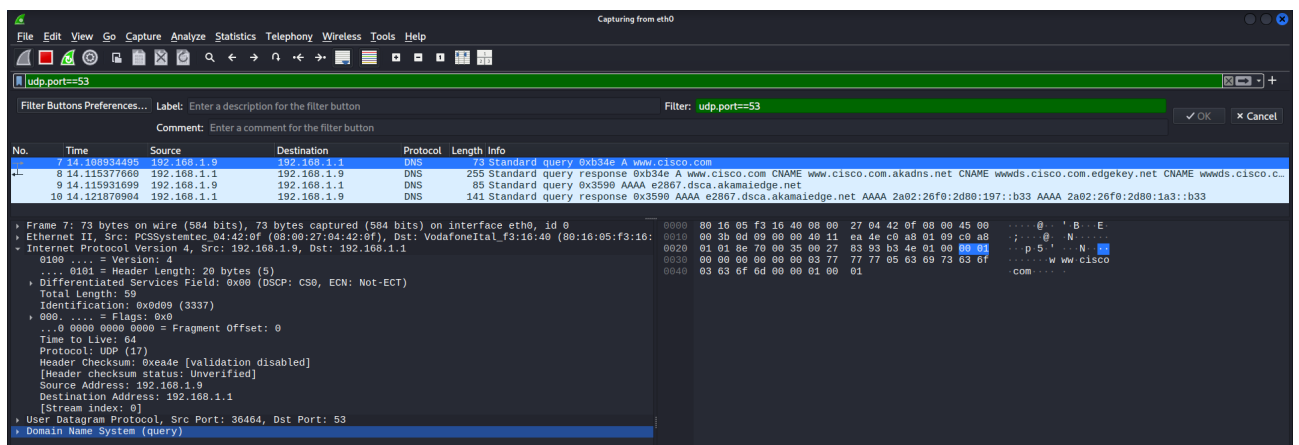 Capturing from eth0
File Edit View Go Capture Analyze Statistics Telephony Wireless Tools Help
udp.port==53
Filter Buttons Preferences... Label: Enter a description for the filter button Filter: udp.port==53
OK Cancel
Comment: Enter a comment for the filter button
No. Time Source Destination Protocol Length Info
7 14.108934495 192.168.1.9 192.168.1.1 DNS 73 Standard query 0xb34e A www.cisco.com
8 14.115377660 192.168.1.1 192.168.1.9 DNS 255 Standard query response 0xb34e A www.cisco.com CNAME www.cisco.com.akadns.net CNAME wwwds.cisco.com.edgekey.net CNAME wwwds.cisco.c...
9 14.115931699 192.168.1.9 192.168.1.1 DNS 85 Standard query 0x3590 AAAA e2867.dsca.akamaiedge.net
10 14.121870904 192.168.1.1 192.168.1.9 DNS 141 Standard query response 0x3590 AAAA e2867.dsca.akamaiedge.net AAAA 2a02:26f0:2d80:197::b33 AAAA 2a02:26f0:2d80:1a3::b33
Frame 7: 73 bytes on wire (584 bits), 73 bytes captured (584 bits) on interface eth0, id 0
Ethernet II, Src: PCSSystemtec_04:42:0f (08:00:27:04:42:0f), Dst: VodafoneItal_f3:16:40 (80:16:05:f3:16:
Internet Protocol Version 4, Src: 192.168.1.9, Dst: 192.168.1.1
0100 .... = Version: 4
.... 0101 = Header Length: 20 bytes (5)
Differentiated Services Field: 0x00 (DSCP: CS0, ECN: Not-ECT)
Total Length: 59
Identification: 0x0d09 (3337)
000. .... = Flags: 0x0
...0 0000 0000 0000 = Fragment Offset: 0
Time to Live: 64
Protocol: UDP (17)
Header Checksum: 0xea4e [validation disabled]
[Header checksum status: Unverified]
Source Address: 192.168.1.9
Destination Address: 192.168.1.1
[Stream index: 0]
User Datagram Protocol, Src Port: 36464, Dst Port: 53
Domain Name System (query)
0000 80 16 05 f3 16 40 08 00 27 04 42 0f 08 00 45 00 ·····@·· '·B···E·
0010 00 3b 0d 09 00 00 40 11 ea 4e c0 a8 01 09 c0 a8 ·;····@· ·N······
0020 01 01 8e 70 00 35 00 27 83 93 b3 4e 01 00 00 01 ···p·5·' ···N····
0030 00 00 00 00 00 00 03 77 77 77 05 63 69 73 63 6f ·······w ww·cisco
0040 03 63 6f 6d 00 00 01 00 01 ·com···· ·